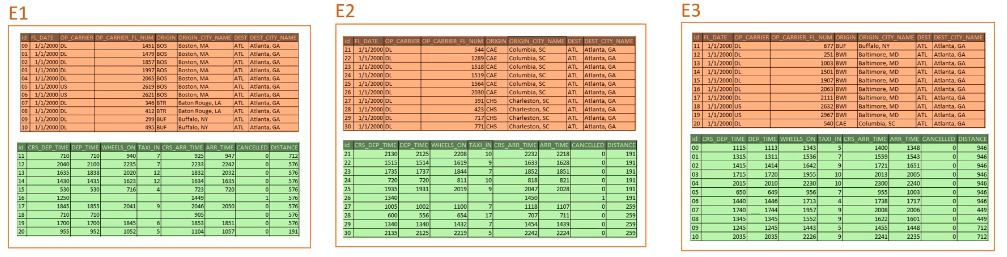 E1
id FL_DATE OP_CARRIER OP_CARRIER_FL_NUM ORIGIN ORIGIN_CITY_NAME DEST DEST_CITY_NAME
00 1/1/2000 DL 1451 BOS Boston, MA ATL Atlanta, GA
01 1/1/2000 DL 1479 BOS Boston, MA ATL Atlanta, GA
02 1/1/2000 DL 1857 BOS Boston, MA ATL Atlanta, GA
03 1/1/2000 DL 1997 BOS Boston, MA ATL Atlanta, GA
04 1/1/2000 DL 2065 BOS Boston, MA ATL Atlanta, GA
05 1/1/2000 US 2619 BOS Boston, MA ATL Atlanta, GA
06 1/1/2000 US 2621 BOS Boston, MA ATL Atlanta, GA
07 1/1/2000 DL 346 BTR Baton Rouge, LA ATL Atlanta, GA
08 1/1/2000 DL 412 BTR Baton Rouge, LA ATL Atlanta, GA
09 1/1/2000 DL 299 BUF Buffalo, NY ATL Atlanta, GA
10 1/1/2000 DL 495 BUF Buffalo, NY ATL Atlanta, GA
id CRS_DEP_TIME DEP_TIME WHEELS_ON TAXI_IN CRS_ARR_TIME ARR_TIME CANCELLED DISTANCE
11 710 710 940 7 925 947 0 712
12 2040 2100 2235 7 2233 2242 0 576
13 1635 1838 2020 12 1832 2032 0 576
14 1430 1435 1623 12 1634 1635 0 576
15 530 530 716 4 723 720 0 576
16 1250 1449 1 576
17 1845 1855 2041 9 2046 2050 0 576
18 710 710 905 0 576
19 1700 1700 1845 6 1853 1851 0 576
20 955 952 1052 5 1104 1057 0 191
E2
id FL_DATE OP_CARRIER OP_CARRIER_FL_NUM ORIGIN ORIGIN_CITY_NAME DEST DEST_CITY_NAME
21 1/1/2000 DL 544 CAE Columbia, SC ATL Atlanta, GA
22 1/1/2000 DL 1289 CAE Columbia, SC ATL Atlanta, GA
23 1/1/2000 DL 1318 CAE Columbia, SC ATL Atlanta, GA
24 1/1/2000 DL 1519 CAE Columbia, SC ATL Atlanta, GA
25 1/1/2000 DL 1564 CAE Columbia, SC ATL Atlanta, GA
26 1/1/2000 DL 2030 CAE Columbia, SC ATL Atlanta, GA
27 1/1/2000 DL 391 CHS Charleston, SC ATL Atlanta, GA
28 1/1/2000 DL 423 CHS Charleston, SC ATL Atlanta, GA
29 1/1/2000 DL 717 CHS Charleston, SC ATL Atlanta, GA
30 1/1/2000 DL 771 CHS Charleston, SC ATL Atlanta, GA
id CRS_DEP_TIME DEP_TIME WHEELS_ON TAXI_IN CRS_ARR_TIME ARR_TIME CANCELLED DISTANCE
21 2130 2125 2208 10 2232 2218 0 191
22 1515 1514 1619 9 1633 1628 0 191
23 1735 1737 1844 7 1852 1851 0 191
24 720 720 811 10 818 821 0 191
25 1935 1931 2019 9 2047 2028 0 191
26 1340 1450 1 191
27 1005 1002 1100 7 1118 1107 0 259
28 600 556 654 17 707 711 0 259
29 1340 1340 1432 7 1454 1439 0 259
30 2135 2125 2219 5 2242 2224 0 259
E3
id FL_DATE OP_CARRIER OP_CARRIER_FL_NUM ORIGIN ORIGIN_CITY_NAME DEST DEST_CITY_NAME
11 1/1/2000 DL 677 BUF Buffalo, NY ATL Atlanta, GA
12 1/1/2000 DL 251 BWI Baltimore, MD ATL Atlanta, GA
13 1/1/2000 DL 1003 BWI Baltimore, MD ATL Atlanta, GA
14 1/1/2000 DL 1501 BWI Baltimore, MD ATL Atlanta, GA
15 1/1/2000 DL 1907 BWI Baltimore, MD ATL Atlanta, GA
16 1/1/2000 DL 2063 BWI Baltimore, MD ATL Atlanta, GA
17 1/1/2000 DL 2111 BWI Baltimore, MD ATL Atlanta, GA
18 1/1/2000 US 2632 BWI Baltimore, MD ATL Atlanta, GA
19 1/1/2000 US 2967 BWI Baltimore, MD ATL Atlanta, GA
20 1/1/2000 DL 540 CAE Columbia, SC ATL Atlanta, GA
id CRS_DEP_TIME DEP_TIME WHEELS_ON TAXI_IN CRS_ARR_TIME ARR_TIME CANCELLED DISTANCE
00 1115 1113 1343 5 1400 1348 0 946
01 1315 1311 1536 7 1559 1543 0 946
02 1415 1414 1642 9 1721 1651 0 946
03 1715 1720 1955 10 2013 2005 0 946
04 2015 2010 2230 10 2300 2240 0 946
05 650 649 956 7 955 1003 0 946
06 1440 1446 1713 4 1738 1717 0 946
07 1740 1744 1957 9 2008 2006 0 449
08 1345 1345 1552 9 1622 1601 0 449
09 1245 1245 1443 5 1455 1448 0 712
10 2035 2035 2226 9 2241 2235 0 712